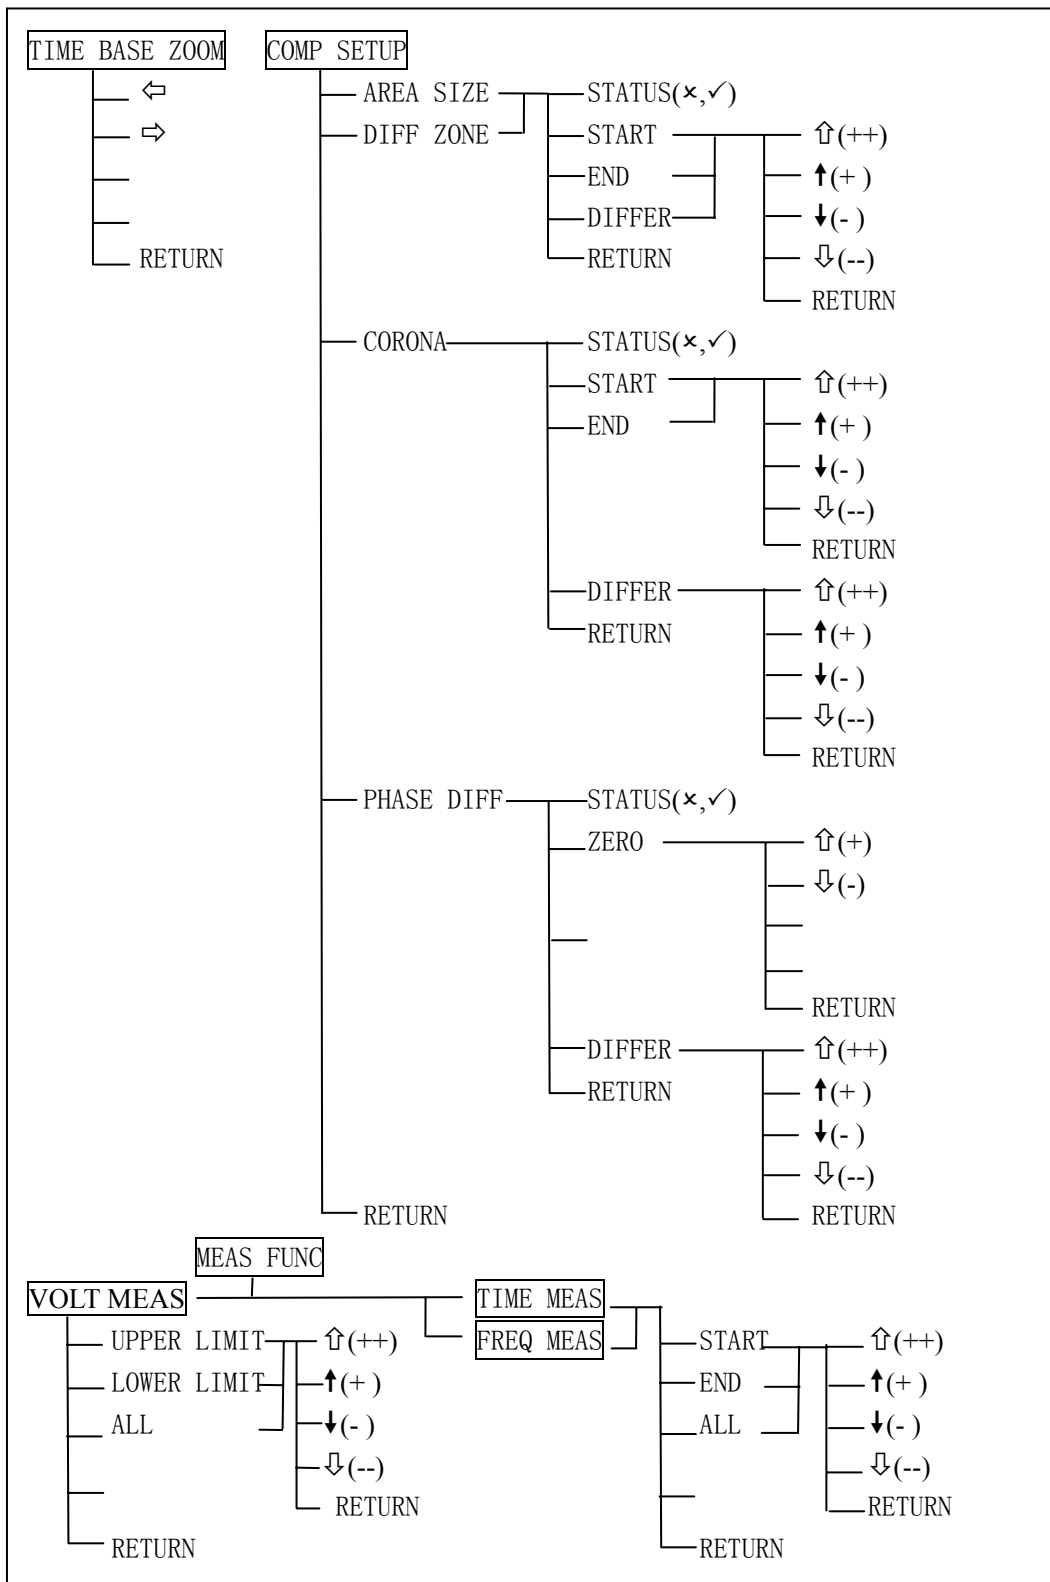 TIME BASE ZOOM COMP SETUP
⇦ AREA SIZE STATUS(×,✓)
⇨ DIFF ZONE START ⇧(++)
END ↑(+ )
DIFFER ↓(- )
RETURN RETURN ⇩(--)
RETURN
CORONA STATUS(×,✓)
START ⇧(++)
END ↑(+ )
↓(- )
⇩(--)
RETURN
DIFFER ⇧(++)
RETURN ↑(+ )
↓(- )
⇩(--)
RETURN
PHASE DIFF STATUS(×,✓)
ZERO ⇧(+)
⇩(-)
RETURN
DIFFER ⇧(++)
RETURN ↑(+ )
↓(- )
⇩(--)
RETURN RETURN
MEAS FUNC
VOLT MEAS TIME MEAS
UPPER LIMIT ⇧(++) FREQ MEAS START ⇧(++)
LOWER LIMIT ↑(+ ) END ↑(+ )
ALL ↓(- ) ALL ↓(- )
⇩(--) ⇩(--)
RETURN RETURN
RETURN RETURN